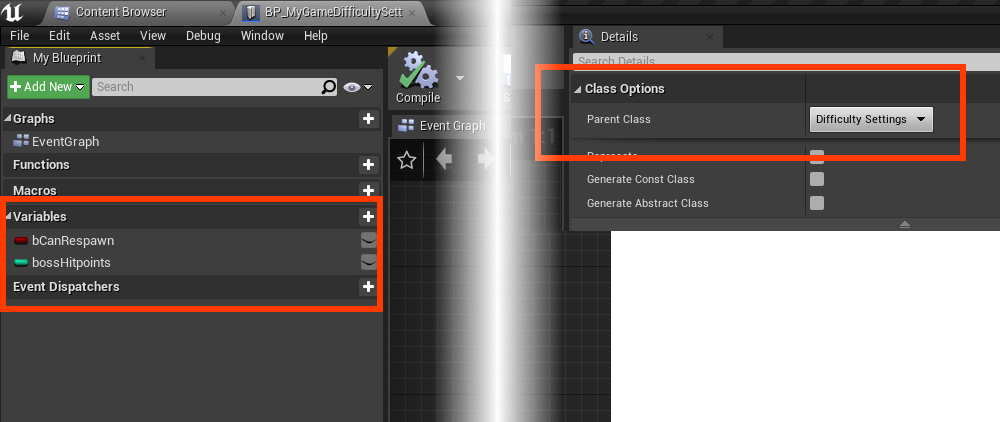 Content Browser
BP_MyGameDifficultySett
File Edit Asset View Debug Window Help
My Blueprint
Add New
Search
Graphs
EventGraph
Functions
Macros
Variables
bCanRespawn
bossHitpoints
Event Dispatchers
Compile
Event Graph
Details
Search Details
Class Options
Parent Class
Difficulty Settings
Generate Const Class
Generate Abstract Class